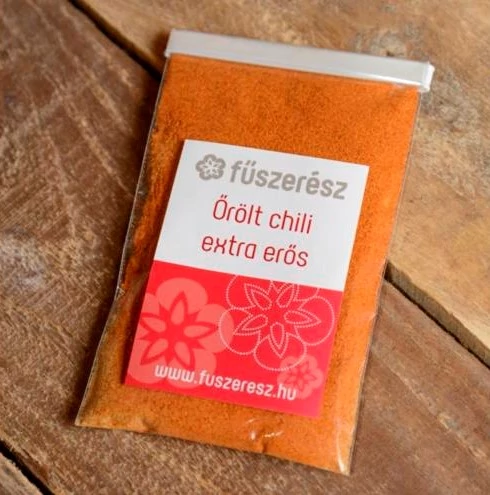 fűszerész
Őrölt chili
extra erős
www.fuszeresz.hu